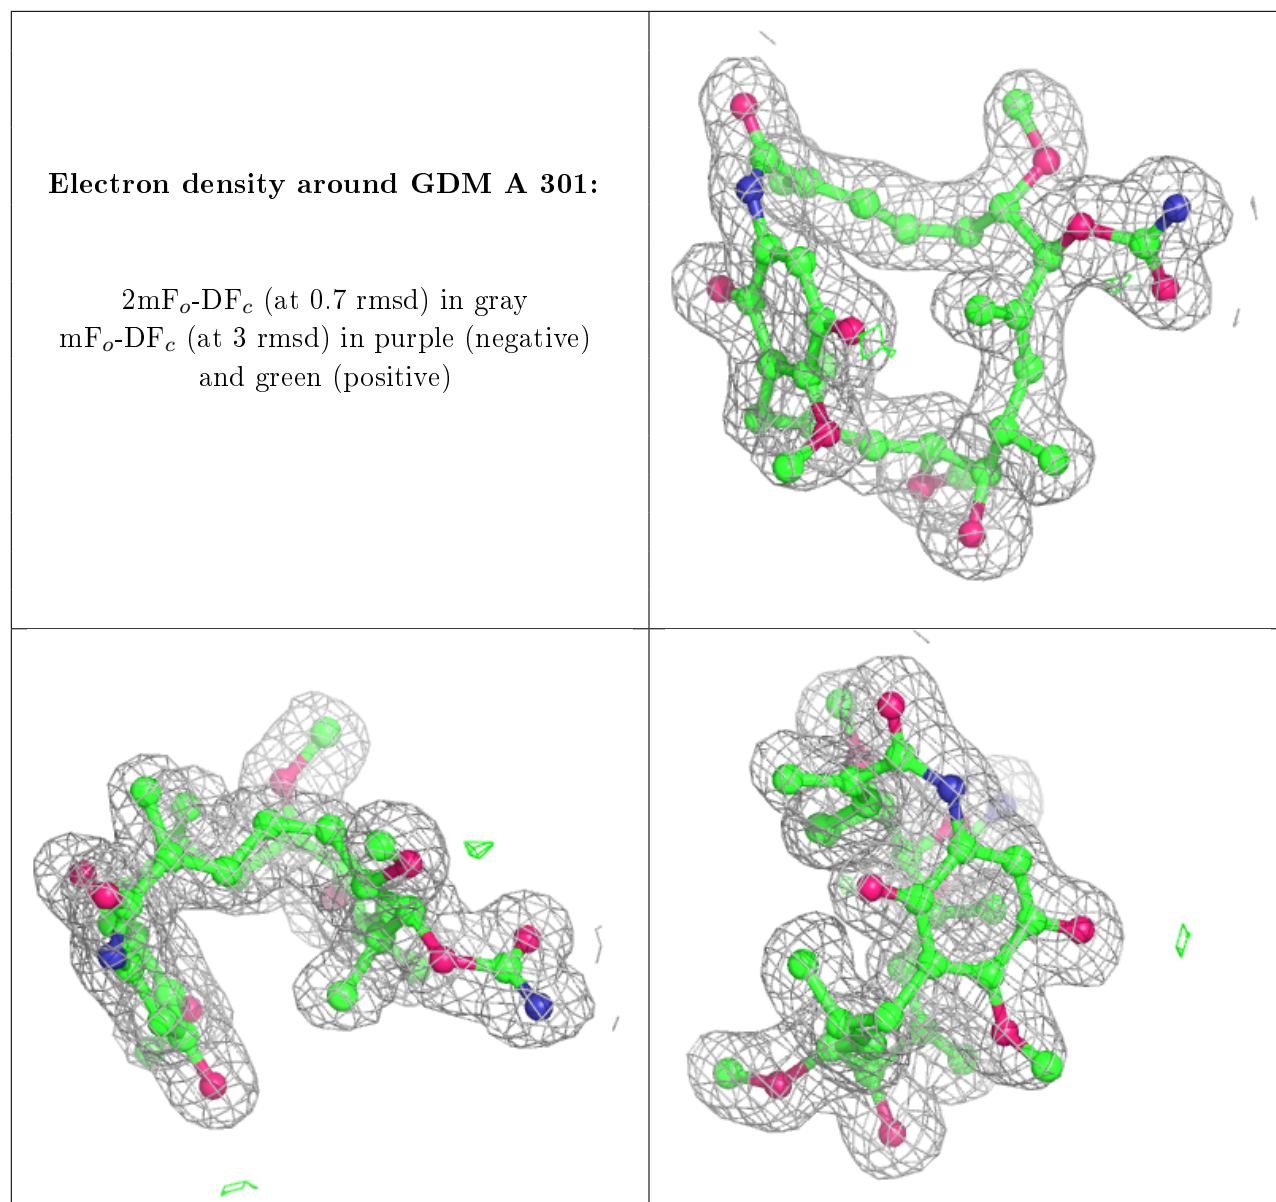 Electron density around GDM A 301:
2mFo-DFc (at 0.7 rmsd) in gray
mFo-DFc (at 3 rmsd) in purple (negative)
and green (positive)